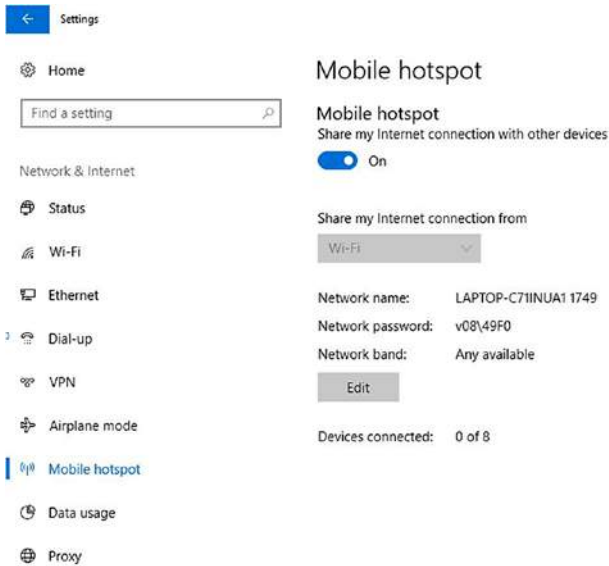 Settings
Home
Find a setting
Network & Internet
Status
Wi-Fi
Ethernet
Dial-up
VPN
Airplane mode
Mobile hotspot
Data usage
Proxy
Mobile hotspot
Mobile hotspot
Share my Internet connection with other devices
On
Share my Internet connection from
Wi-Fi
Network name: LAPTOP-C71INUA1 1749
Network password: v08\49F0
Network band: Any available
Edit
Devices connected: 0 of 8